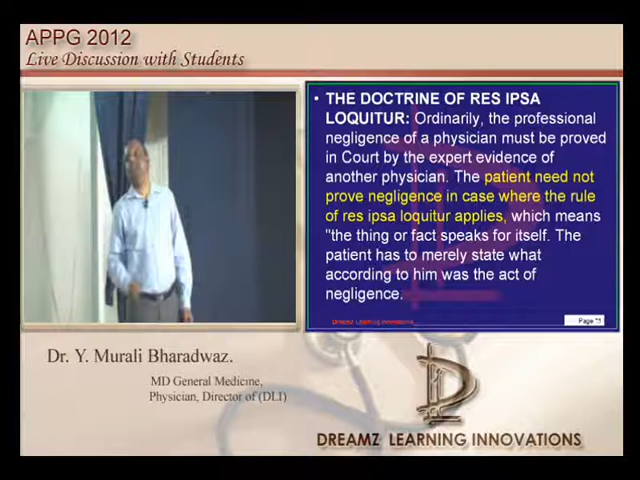 APPG 2012
Live Discussion with Students
• THE DOCTRINE OF RES IPSA
LOQUITUR: Ordinarily, the professional
negligence of a physician must be proved
in Court by the expert evidence of
another physician. The patient need not
prove negligence in case where the rule
of res ipsa loquitur applies, which means
"the thing or fact speaks for itself. The
patient has to merely state what
according to him was the act of
negligence.
Dreamz Learning Innovations
Page
Dr. Y. Murali Bharadwaz.
MD General Medicine,
Physician, Director of (DLI)
DREAMZ LEARNING INNOVATIONS